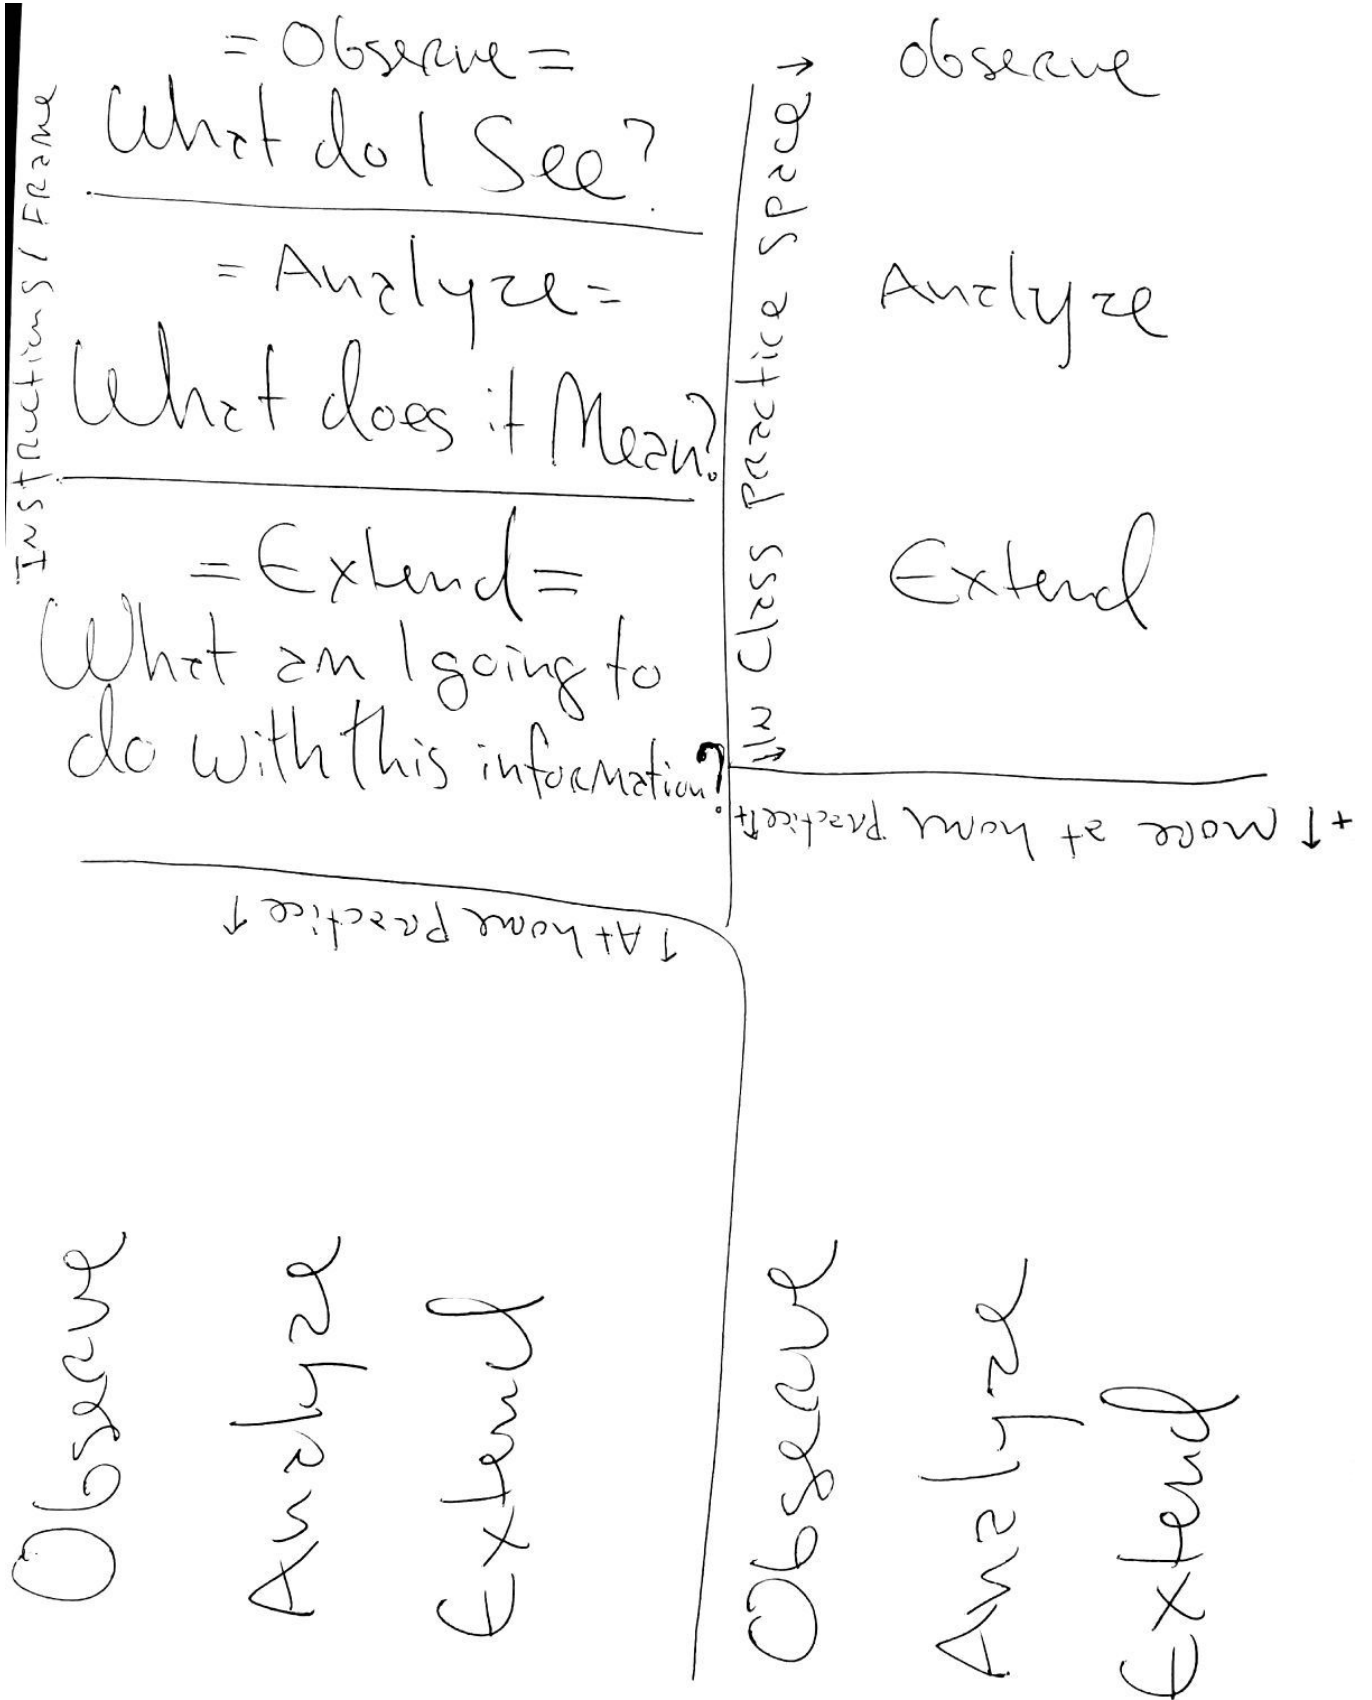 Instructions / Frame
= Observe =
What do I See?
= Analyze =
What does it Mean?
= Extend =
What am I going to
do with this information?
↓ In Class practice space →
observe
Analyze
Extend
↑ At home Practice ↑
Observe
Analyze
Extend
+↑ more at home practice ↑+
Observe
Analyze
Extend